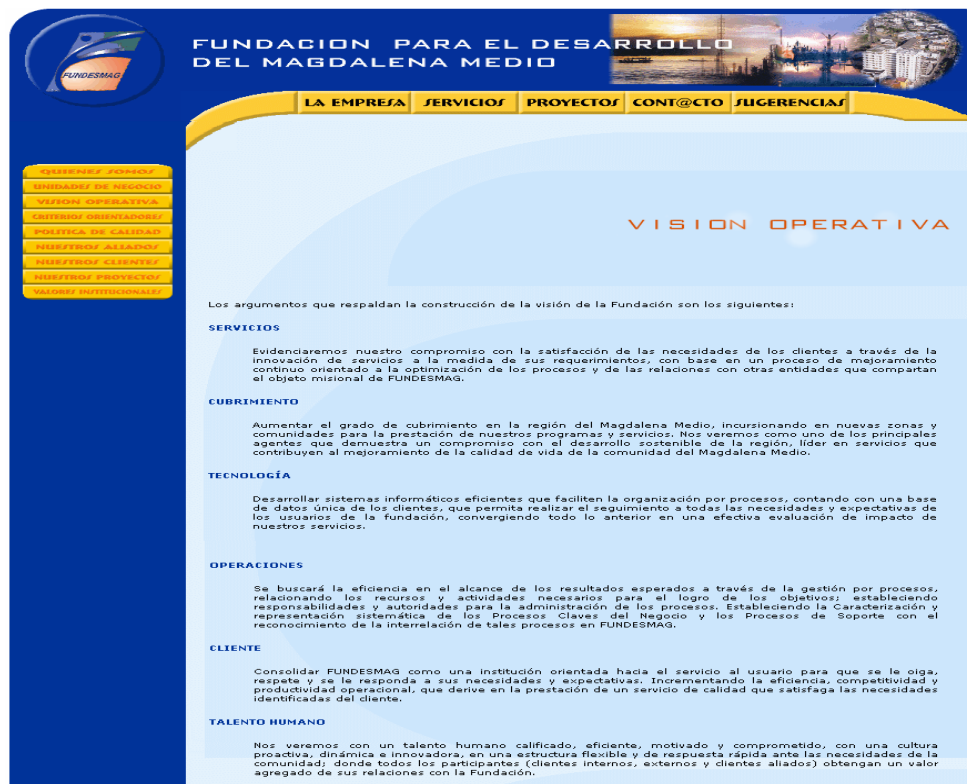 FUNDESMAG
FUNDACION PARA EL DESARROLLO
DEL MAGDALENA MEDIO
LA EMPRESA SERVICIOS PROYECTOS CONT@CTO SUGERENCIAS
QUIENES SOMOS
UNIDADES DE NEGOCIO
VISION OPERATIVA
CRITERIOS ORIENTADORES
POLITICA DE CALIDAD
NUESTROS ALIADOS
NUESTROS CLIENTES
NUESTROS PROYECTOS
VALORES INSTITUCIONALES
VISION OPERATIVA
Los argumentos que respaldan la construcción de la visión de la Fundación son los siguientes:
SERVICIOS
Evidenciaremos nuestro compromiso con la satisfacción de las necesidades de los clientes a través de la
innovación de servicios a la medida de sus requerimientos, con base en un proceso de mejoramiento
continuo orientado a la optimización de los procesos y de las relaciones con otras entidades que compartan
el objeto misional de FUNDESMAG.
CUBRIMIENTO
Aumentar el grado de cubrimiento en la región del Magdalena Medio, incursionando en nuevas zonas y
comunidades para la prestación de nuestros programas y servicios. Nos veremos como uno de los principales
agentes que demuestra un compromiso con el desarrollo sostenible de la región, líder en servicios que
contribuyen al mejoramiento de la calidad de vida de la comunidad del Magdalena Medio.
TECNOLOGÍA
Desarrollar sistemas informáticos eficientes que faciliten la organización por procesos, contando con una base
de datos única de los clientes, que permita realizar el seguimiento a todas las necesidades y expectativas de
los usuarios de la fundación, convergiendo todo lo anterior en una efectiva evaluación de impacto de
nuestros servicios.
OPERACIONES
Se buscará la eficiencia en el alcance de los resultados esperados a través de la gestión por procesos,
relacionando los recursos y actividades necesarios para el logro de los objetivos; estableciendo
responsabilidades y autoridades para la administración de los procesos. Estableciendo la Caracterización y
representación sistemática de los Procesos Claves del Negocio y los Procesos de Soporte con el
reconocimiento de la interrelación de tales procesos en FUNDESMAG.
CLIENTE
Consolidar FUNDESMAG como una institución orientada hacia el servicio al usuario para que se le oiga,
respete y se le responda a sus necesidades y expectativas. Incrementando la eficiencia, competitividad y
productividad operacional, que derive en la prestación de un servicio de calidad que satisfaga las necesidades
identificadas del cliente.
TALENTO HUMANO
Nos veremos con un talento humano calificado, eficiente, motivado y comprometido, con una cultura
proactiva, dinámica e innovadora, en una estructura flexible y de respuesta rápida ante las necesidades de la
comunidad; donde todos los participantes (clientes internos, externos y clientes aliados) obtengan un valor
agregado de sus relaciones con la Fundación.